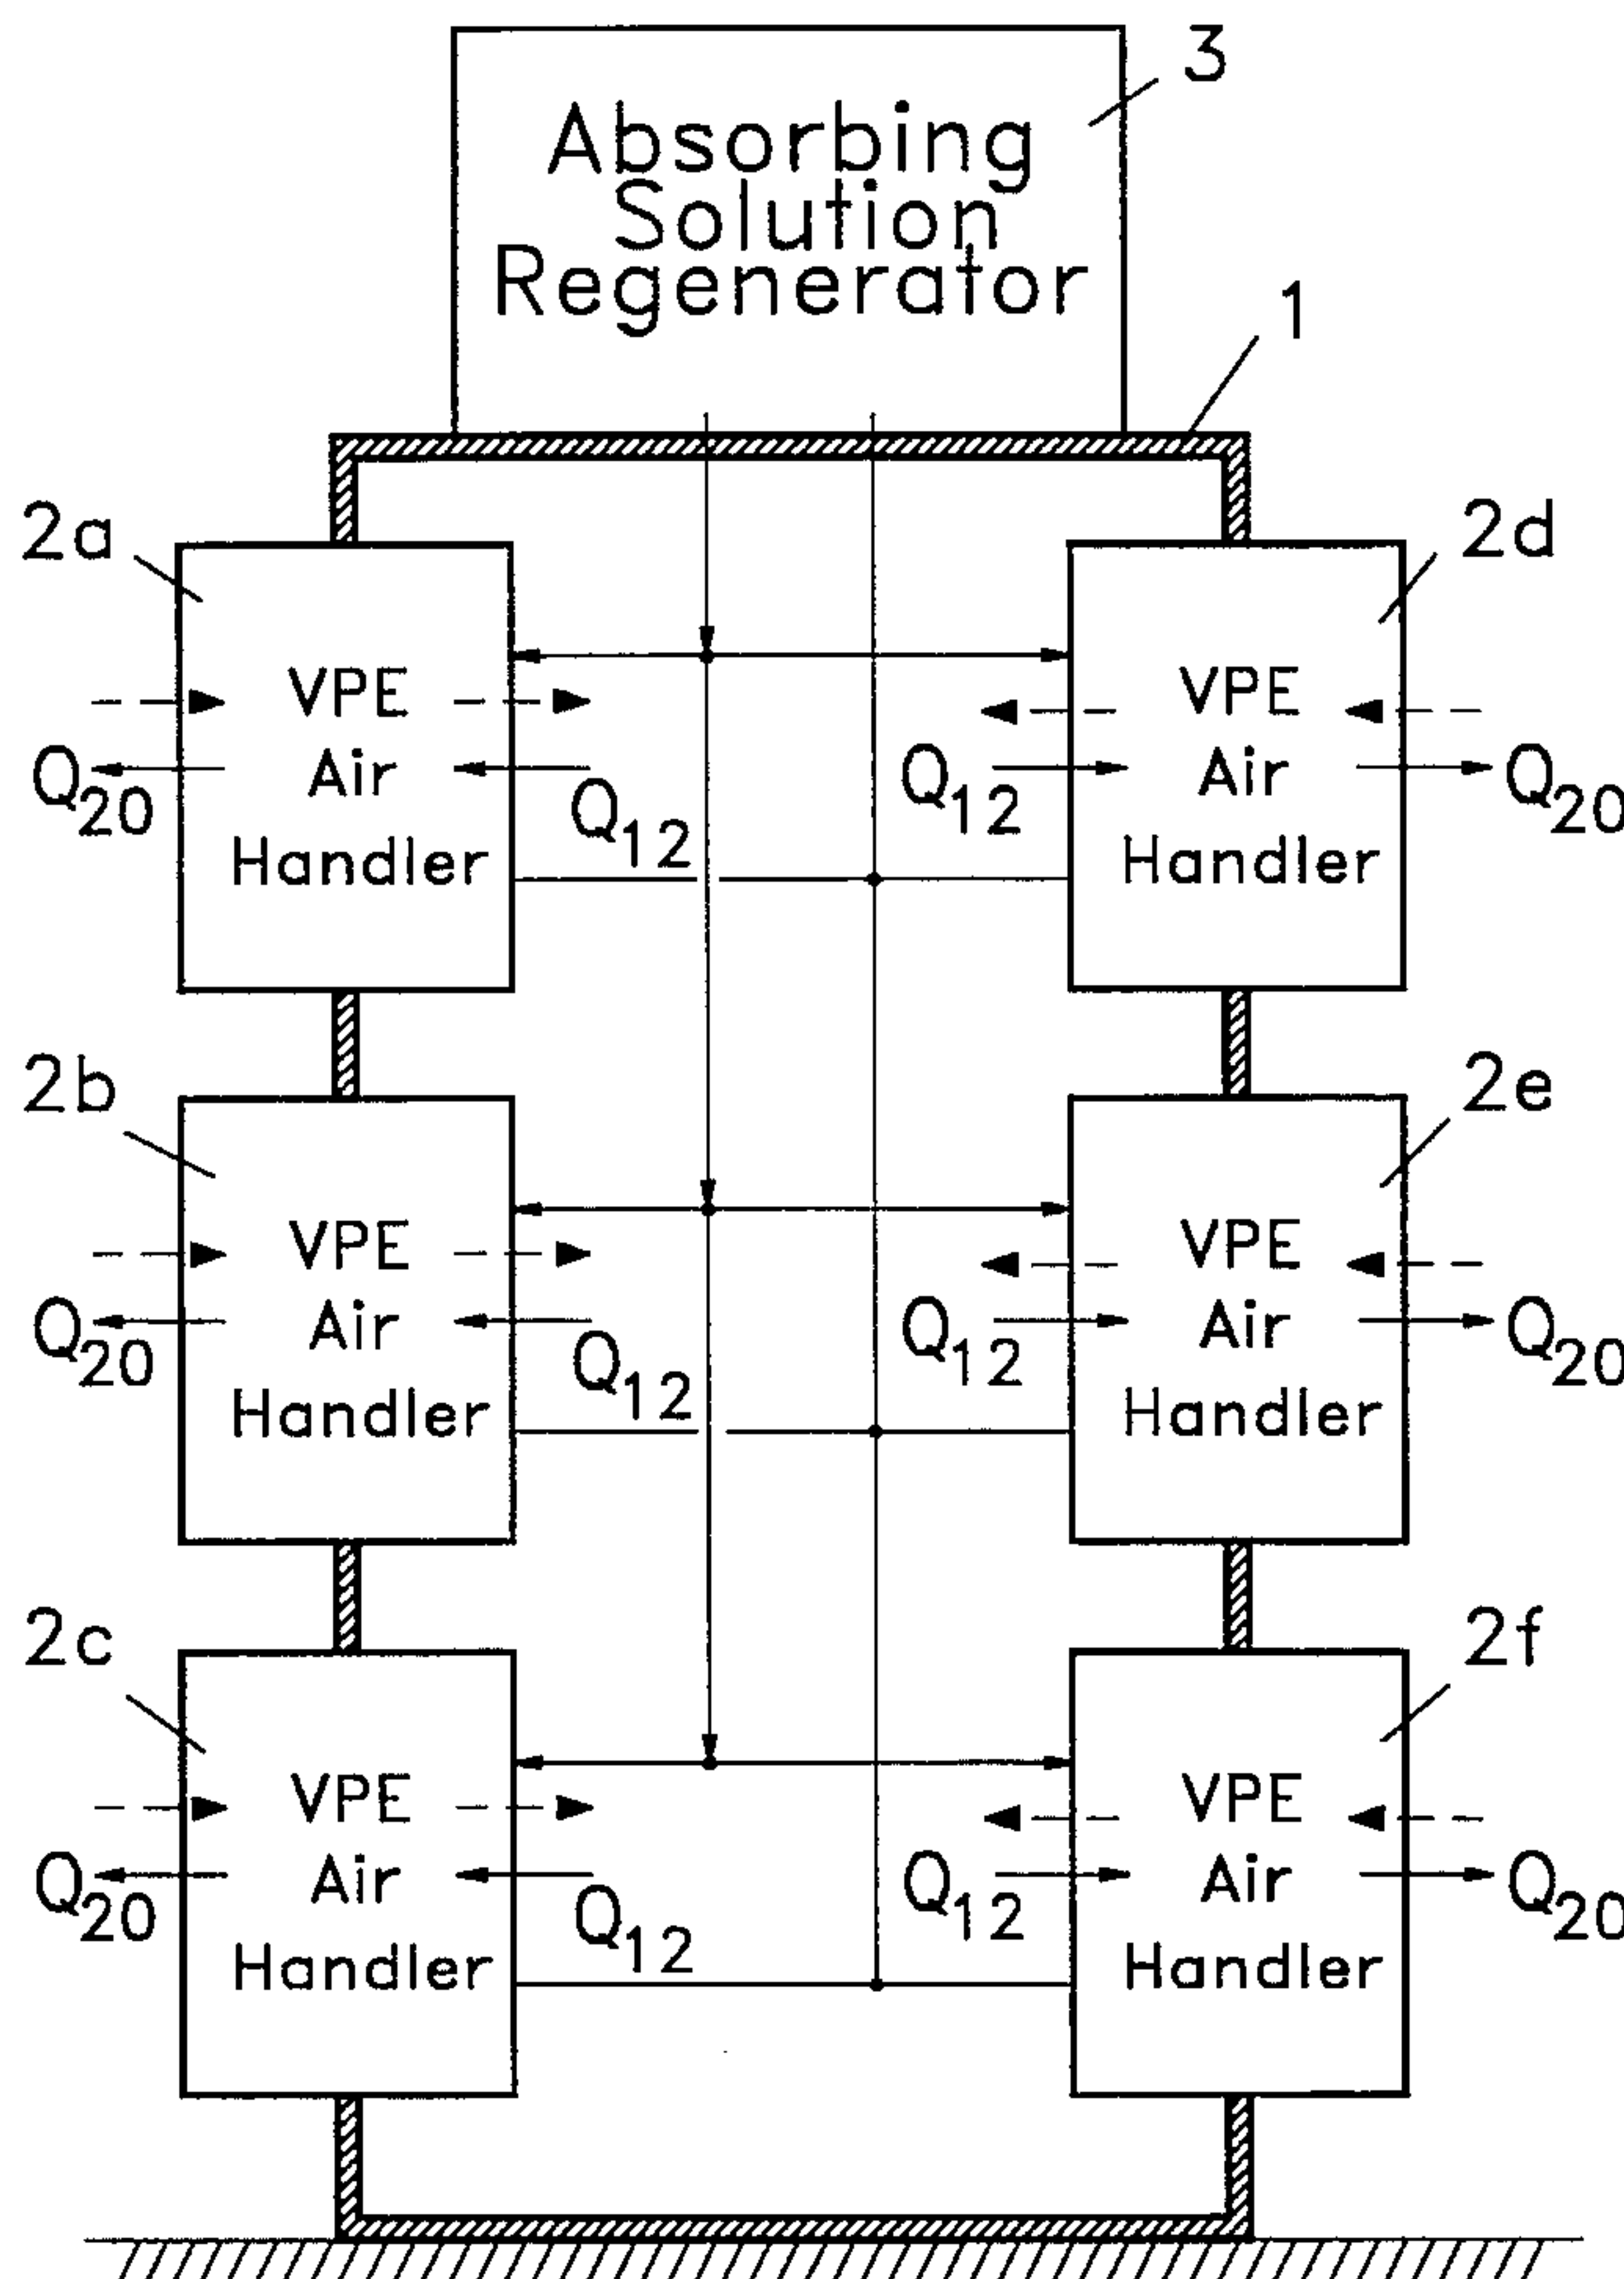 3
Absorbing
Solution
Regenerator
1
2a
2d
VPE
Air
Handler
Q20
Q12
VPE
Air
Handler
Q12
Q20
2b
2e
VPE
Air
Handler
Q20
Q12
VPE
Air
Handler
Q12
Q20
2c
2f
VPE
Air
Handler
Q20
Q12
VPE
Air
Handler
Q12
Q20